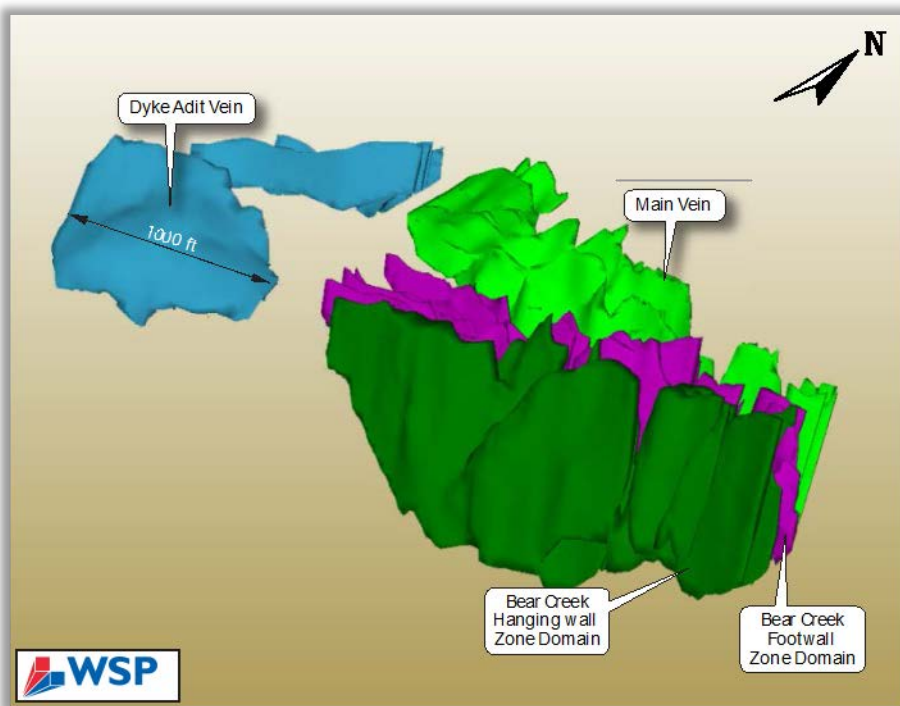 N
Dyke Adit Vein
Main Vein
1000 ft
Bear Creek
Hanging wall
Zone Domain
Bear Creek
Footwall
Zone Domain
WSP